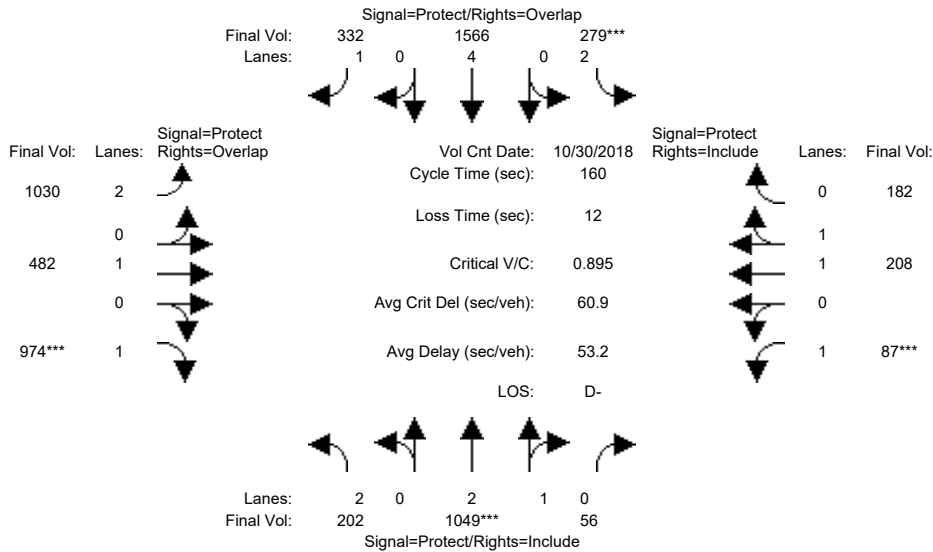 Signal=Protect/Rights=Overlap
Final Vol: 332 1566 279***
Lanes: 1 0 4 0 2
Signal=Protect Signal=Protect
Final Vol: Lanes: Rights=Overlap Vol Cnt Date: 10/30/2018 Rights=Include Lanes: Final Vol:
Cycle Time (sec): 160
1030 2 0 182
Loss Time (sec): 12
0 1
482 1 Critical V/C: 0.895 1 208
0 Avg Crit Del (sec/veh): 60.9 0
974*** 1 Avg Delay (sec/veh): 53.2 1 87***
LOS: D-
Lanes: 2 0 2 1 0
Final Vol: 202 1049*** 56
Signal=Protect/Rights=Include